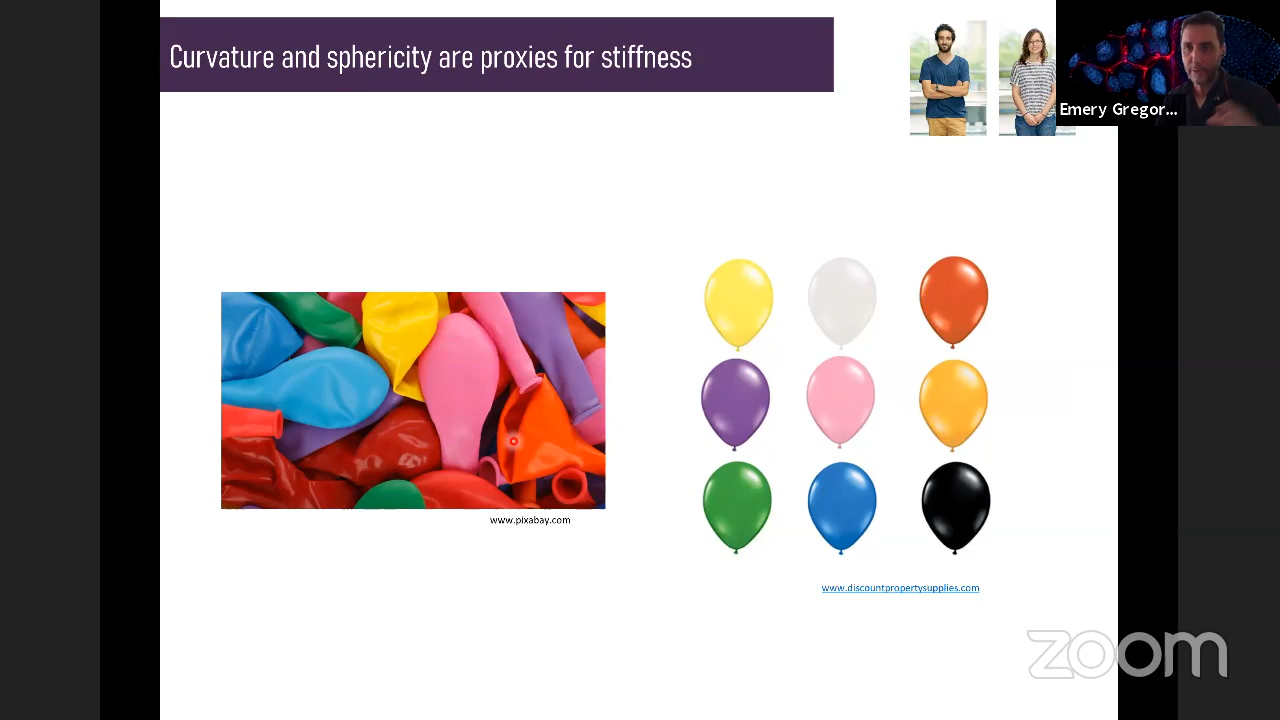 Curvature and sphericity are proxies for stiffness
Emery Gregor...
www.pixabay.com
www.discountpropertysupplies.com
zoom